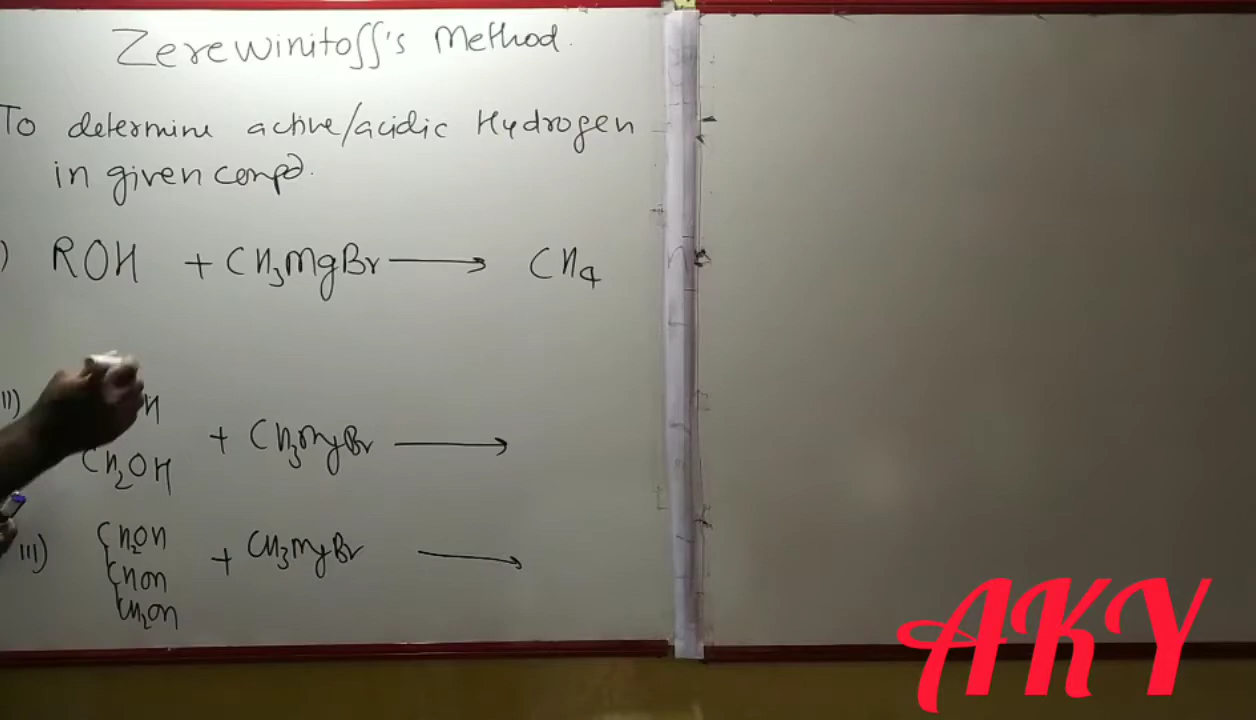 Zerewinitoff's Method.
To determine active/acidic Hydrogen
in given compd.
) ROH + CH3MgBr → CH4
II) H
CH2OH + CH3MgBr →
III) CH2OH
CHOH + CH3MgBr →
CH2OH
AKY